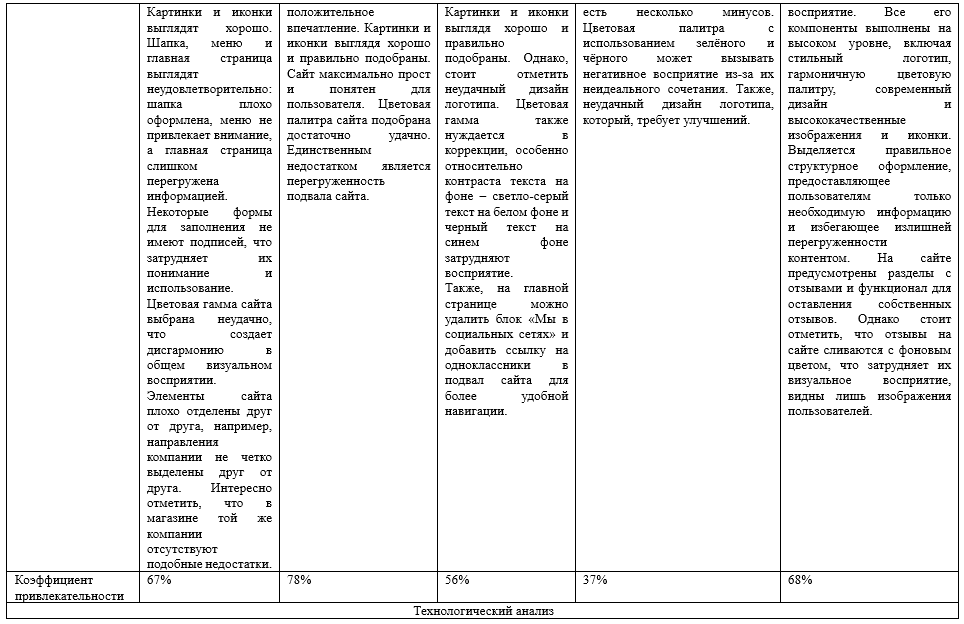 Картинки и иконки
выглядят хорошо.
Шапка, меню и
главная страница
выглядят
неудовлетворительно:
шапка плохо
оформлена, меню не
привлекает внимание,
а главная страница
слишком
перегружена
информацией.
Некоторые формы
для заполнения не
имеют подписей, что
затрудняет их
понимание и
использование.
Цветовая гамма сайта
выбрана неудачно,
что создает
дисгармонию в
общем визуальном
восприятии.
Элементы сайта
плохо отделены друг
от друга, например,
направления
компании не четко
выделены друг от
друга. Интересно
отметить, что в
магазине той же
компании
отсутствуют
подобные недостатки.
положительное
впечатление. Картинки и
иконки выглядя хорошо
и правильно подобраны.
Сайт максимально прост
и понятен для
пользователя. Цветовая
палитра сайта подобрана
достаточно удачно.
Единственным
недостатком является
перегруженность
подвала сайта.
Картинки и иконки
выглядя хорошо и
правильно
подобраны. Однако,
стоит отметить
неудачный дизайн
логотипа. Цветовая
гамма также
нуждается в
коррекции, особенно
относительно
контраста текста на
фоне – светло-серый
текст на белом фоне и
черный текст на
синем фоне
затрудняют
восприятие.
Также, на главной
странице можно
удалить блок «Мы в
социальных сетях» и
добавить ссылку на
одноклассники в
подвал сайта для
более удобной
навигации.
есть несколько минусов.
Цветовая палитра с
использованием зелёного и
чёрного может вызывать
негативное восприятие из-за их
неидеального сочетания. Также,
неудачный дизайн логотипа,
который, требует улучшений.
восприятие. Все его
компоненты выполнены на
высоком уровне, включая
стильный логотип,
гармоничную цветовую
палитру, современный
дизайн и
высококачественные
изображения и иконки.
Выделяется правильное
структурное оформление,
предоставляющее
пользователям только
необходимую информацию
и избегающее излишней
перегруженности
контентом. На сайте
предусмотрены разделы с
отзывами и функционал для
оставления собственных
отзывов. Однако стоит
отметить, что отзывы на
сайте сливаются с фоновым
цветом, что затрудняет их
визуальное восприятие,
видны лишь изображения
пользователей.
Коэффициент
привлекательности
67%
78%
56%
37%
68%
Технологический анализ